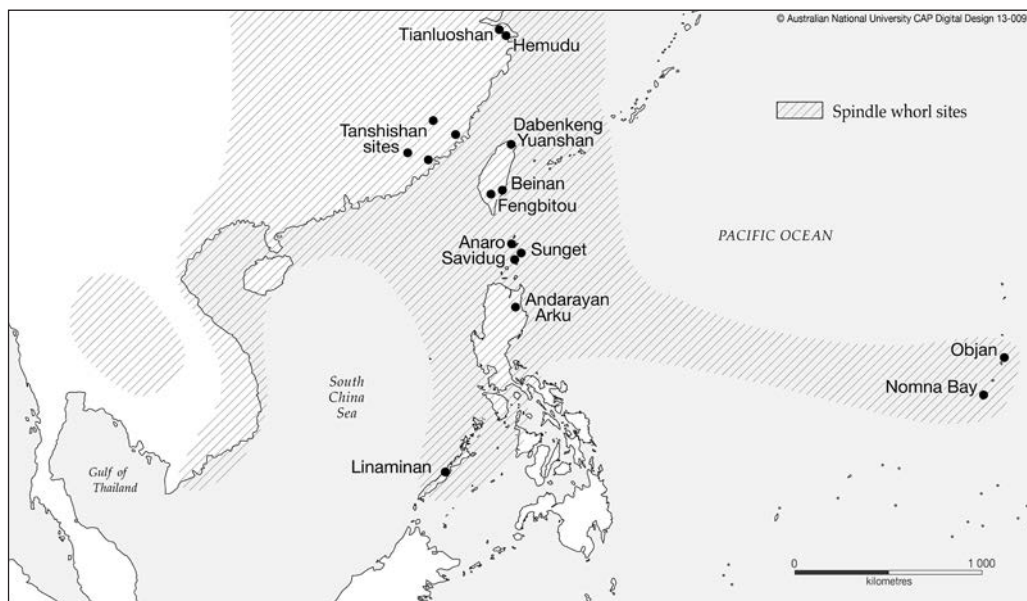 © Australian National University CAP Digital Design 13-009
Tianluoshan
Hemudu
Spindle whorl sites
Tanshishan
sites
Dabenkeng
Yuanshan
Beinan
Fengbitou
PACIFIC OCEAN
Anaro
Savidug
Sunget
Andarayan
Arku
Objan
Nomna Bay
South
China
Sea
Gulf of
Thailand
Linaminan
0
1 000
kilometres